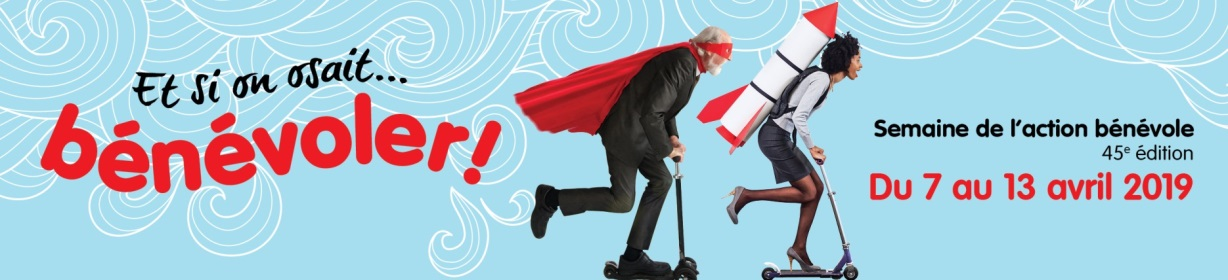 Et si on osait...
bénévoler!
Semaine de l'action bénévole
45e édition
Du 7 au 13 avril 2019